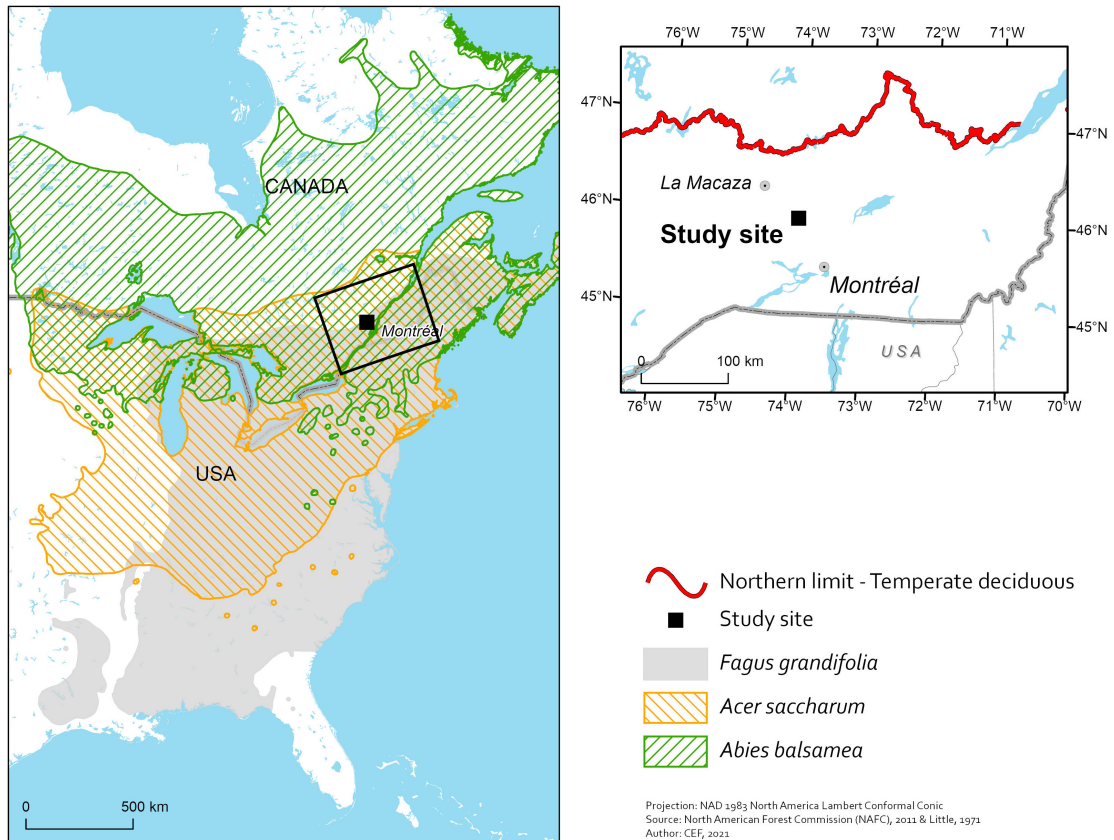 CANADA
Montréal
USA
0 500 km
76°W 75°W 74°W 73°W 72°W 71°W
47°N
47°N
La Macaza
46°N
46°N
Study site
Montréal
45°N
45°N
USA
0 100 km
76°W 75°W 74°W 73°W 72°W 71°W 70°W
Northern limit - Temperate deciduous
Study site
Fagus grandifolia
Acer saccharum
Abies balsamea
Projection: NAD 1983 North America Lambert Conformal Conic
Source: North American Forest Commission (NAFC), 2011 & Little, 1971
Author: CEF, 2021